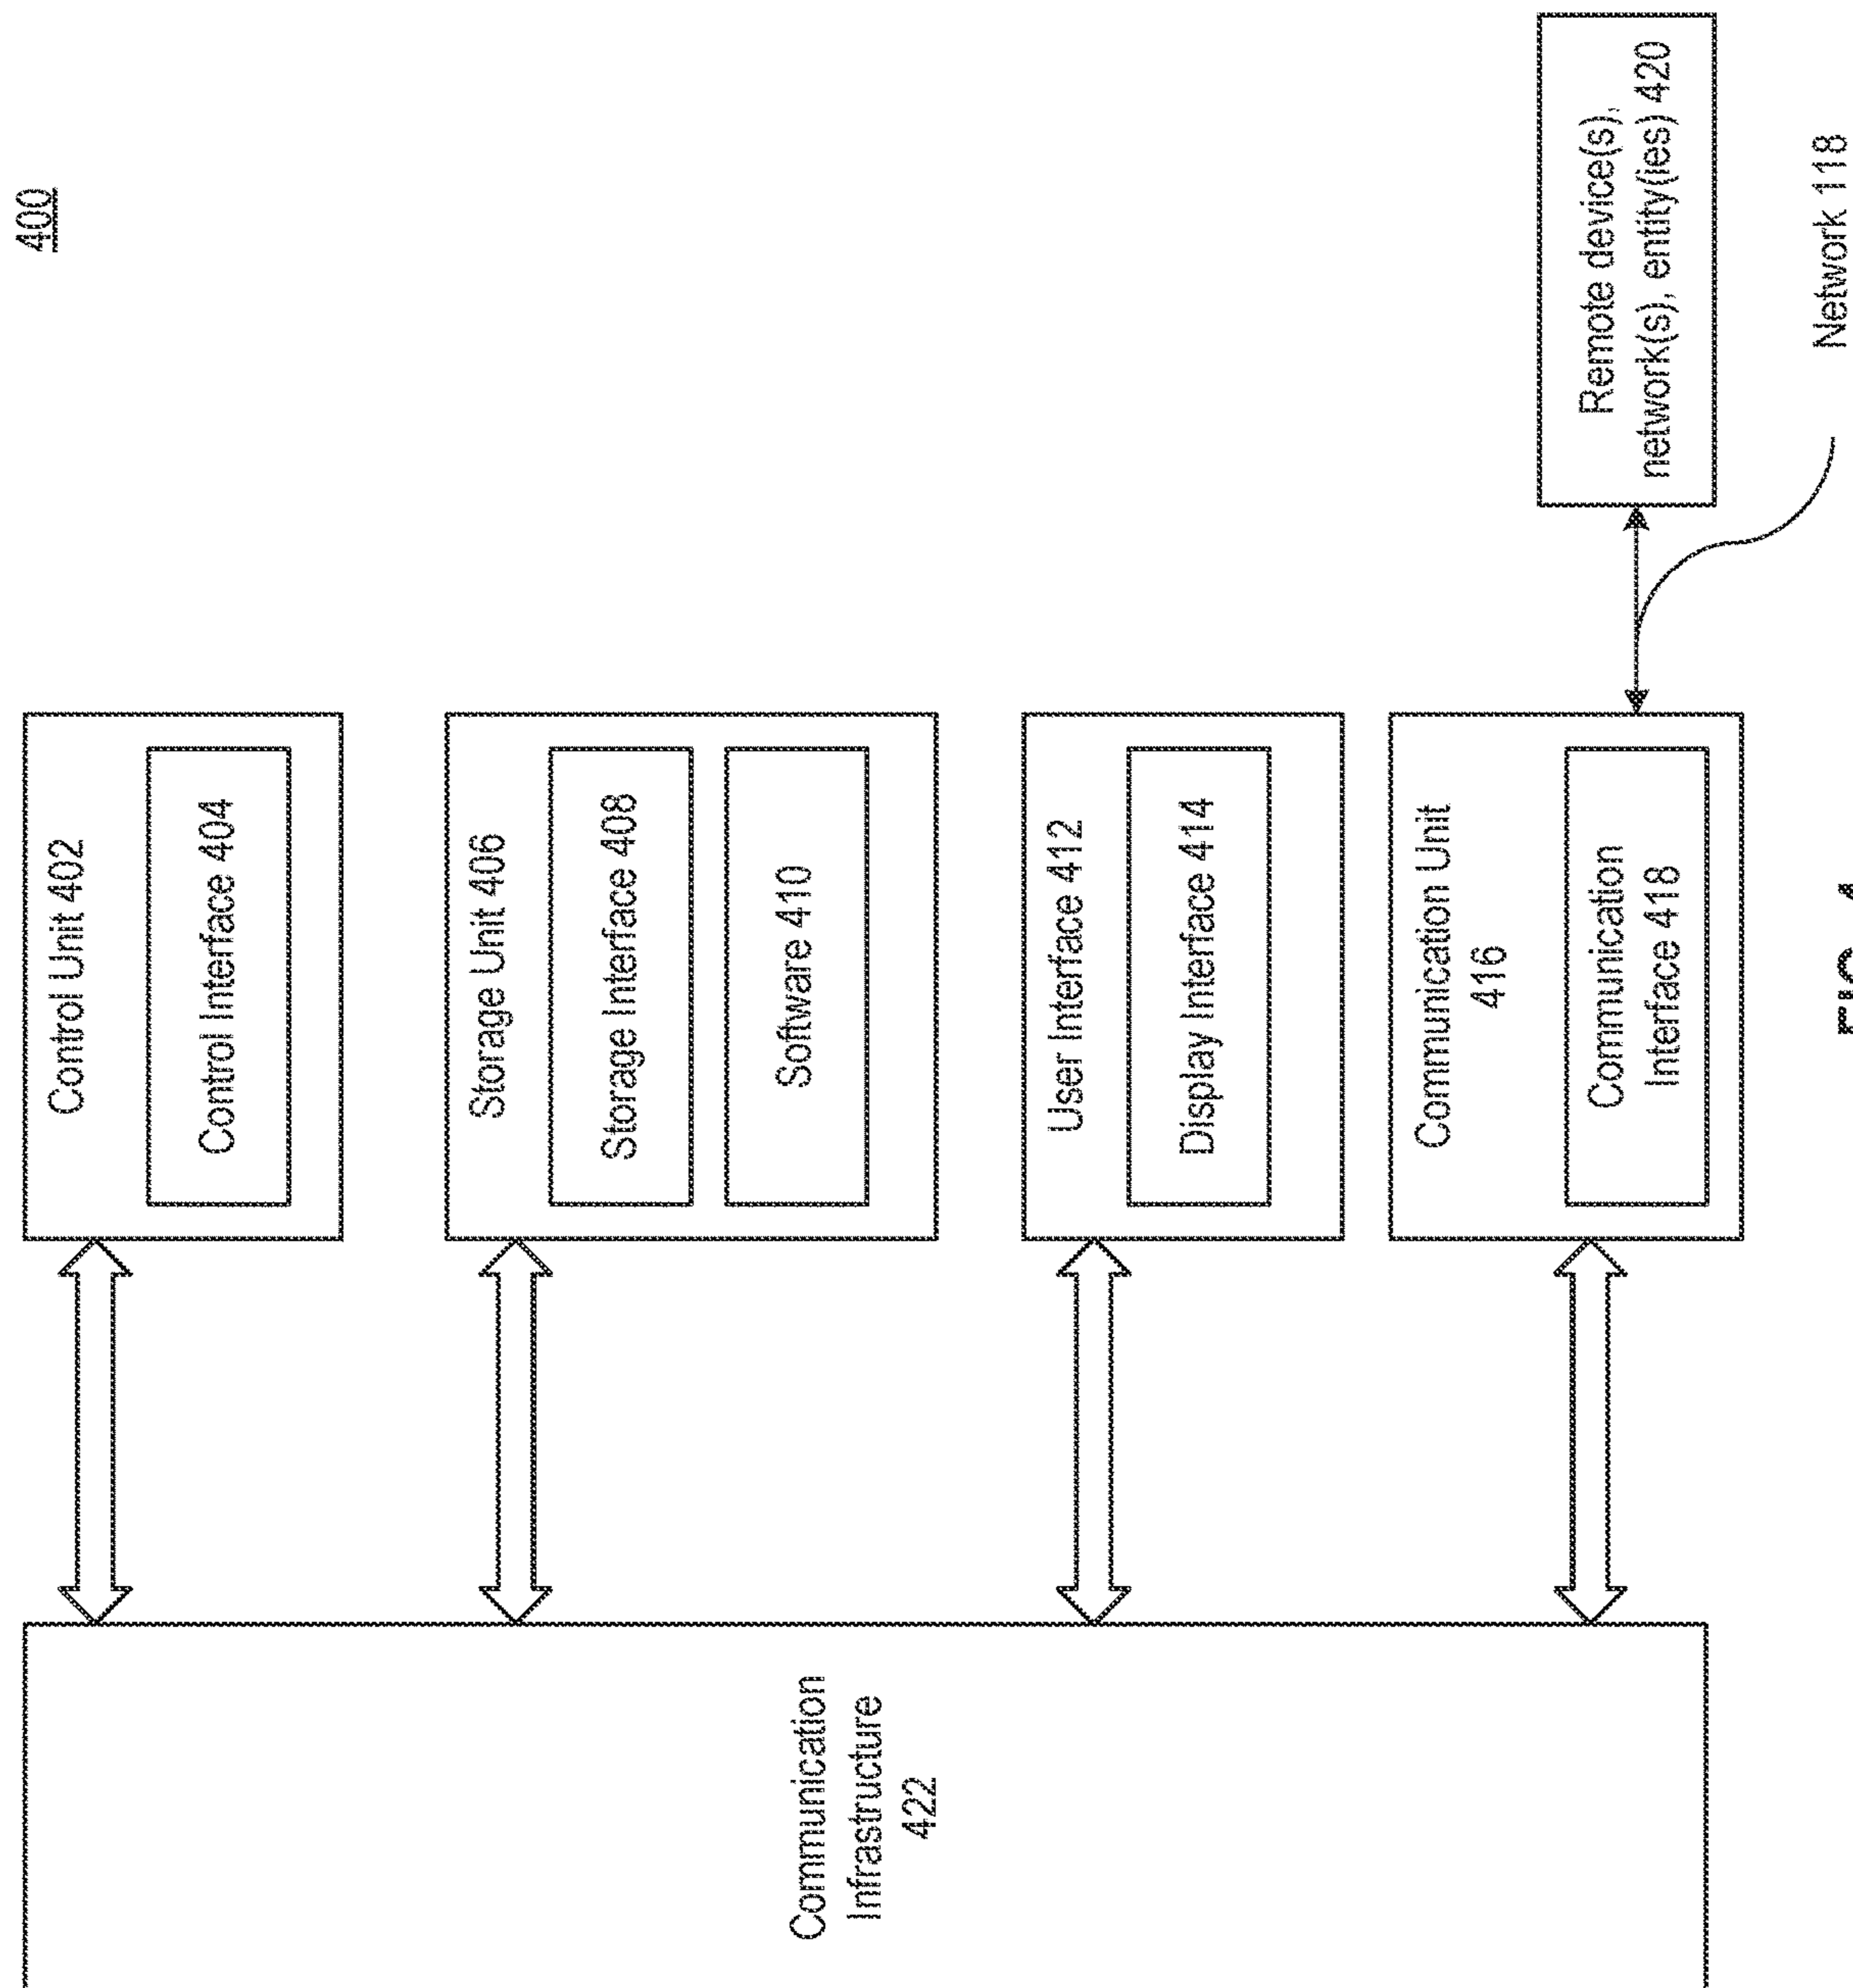 400
Control Unit 402
Control Interface 404
Storage Unit 406
Storage Interface 408
Software 410
User Interface 412
Display Interface 414
Communication Unit
416
Communication
Interface 418
Remote device(s),
network(s), entity(ies) 420
Network 118
Communication
Infrastructure
422
FIG. 4